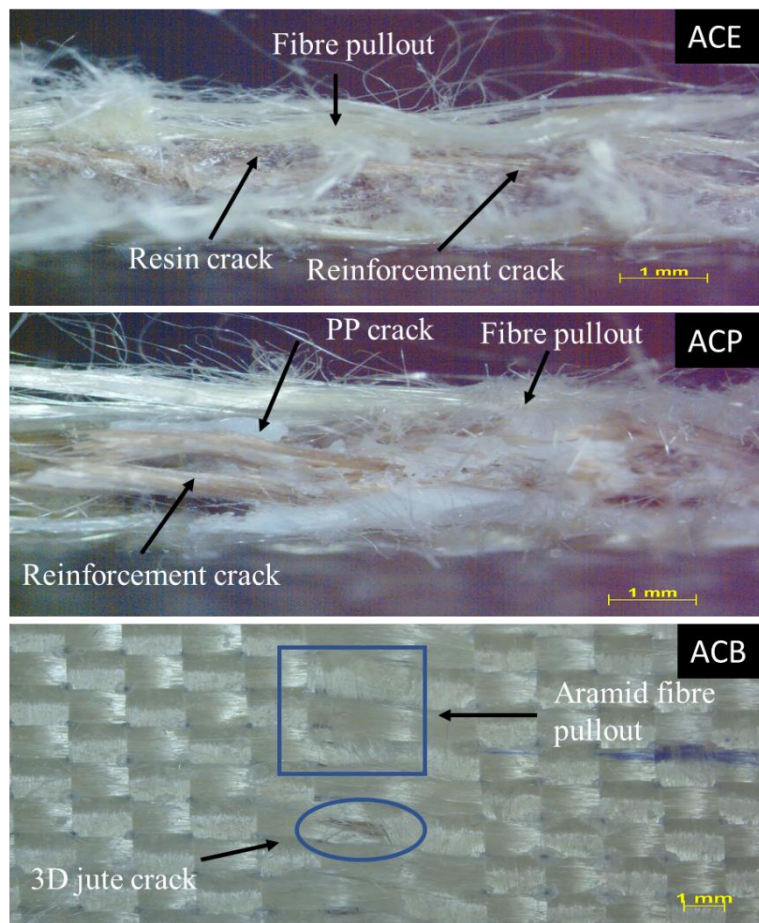 ACE
Fibre pullout
Resin crack
Reinforcement crack
1 mm
ACP
PP crack
Fibre pullout
Reinforcement crack
1 mm
ACB
Aramid fibre
pullout
3D jute crack
1 mm